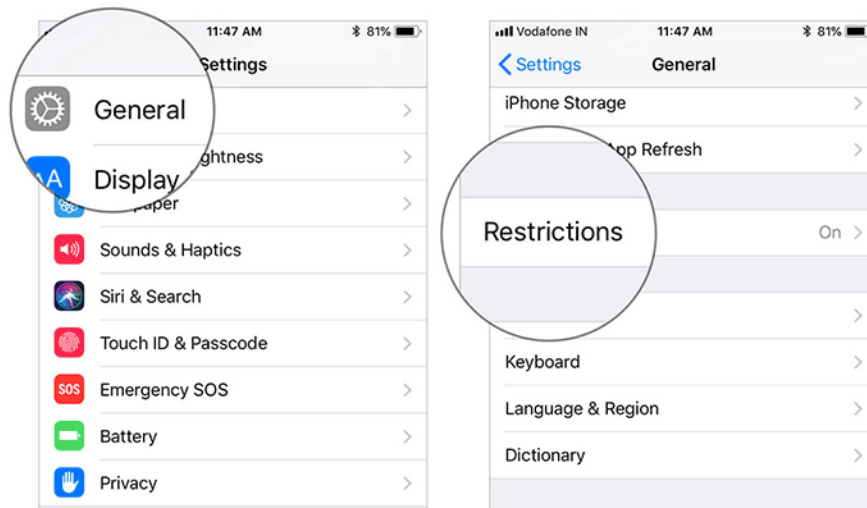 11:47 AM
81%
Settings
General
ghtness
Display
paper
Sounds & Haptics
Siri & Search
Touch ID & Passcode
SOS
Emergency SOS
Battery
Privacy
Vodafone IN
11:47 AM
81%
Settings
General
iPhone Storage
App Refresh
Restrictions
On
Keyboard
Language & Region
Dictionary